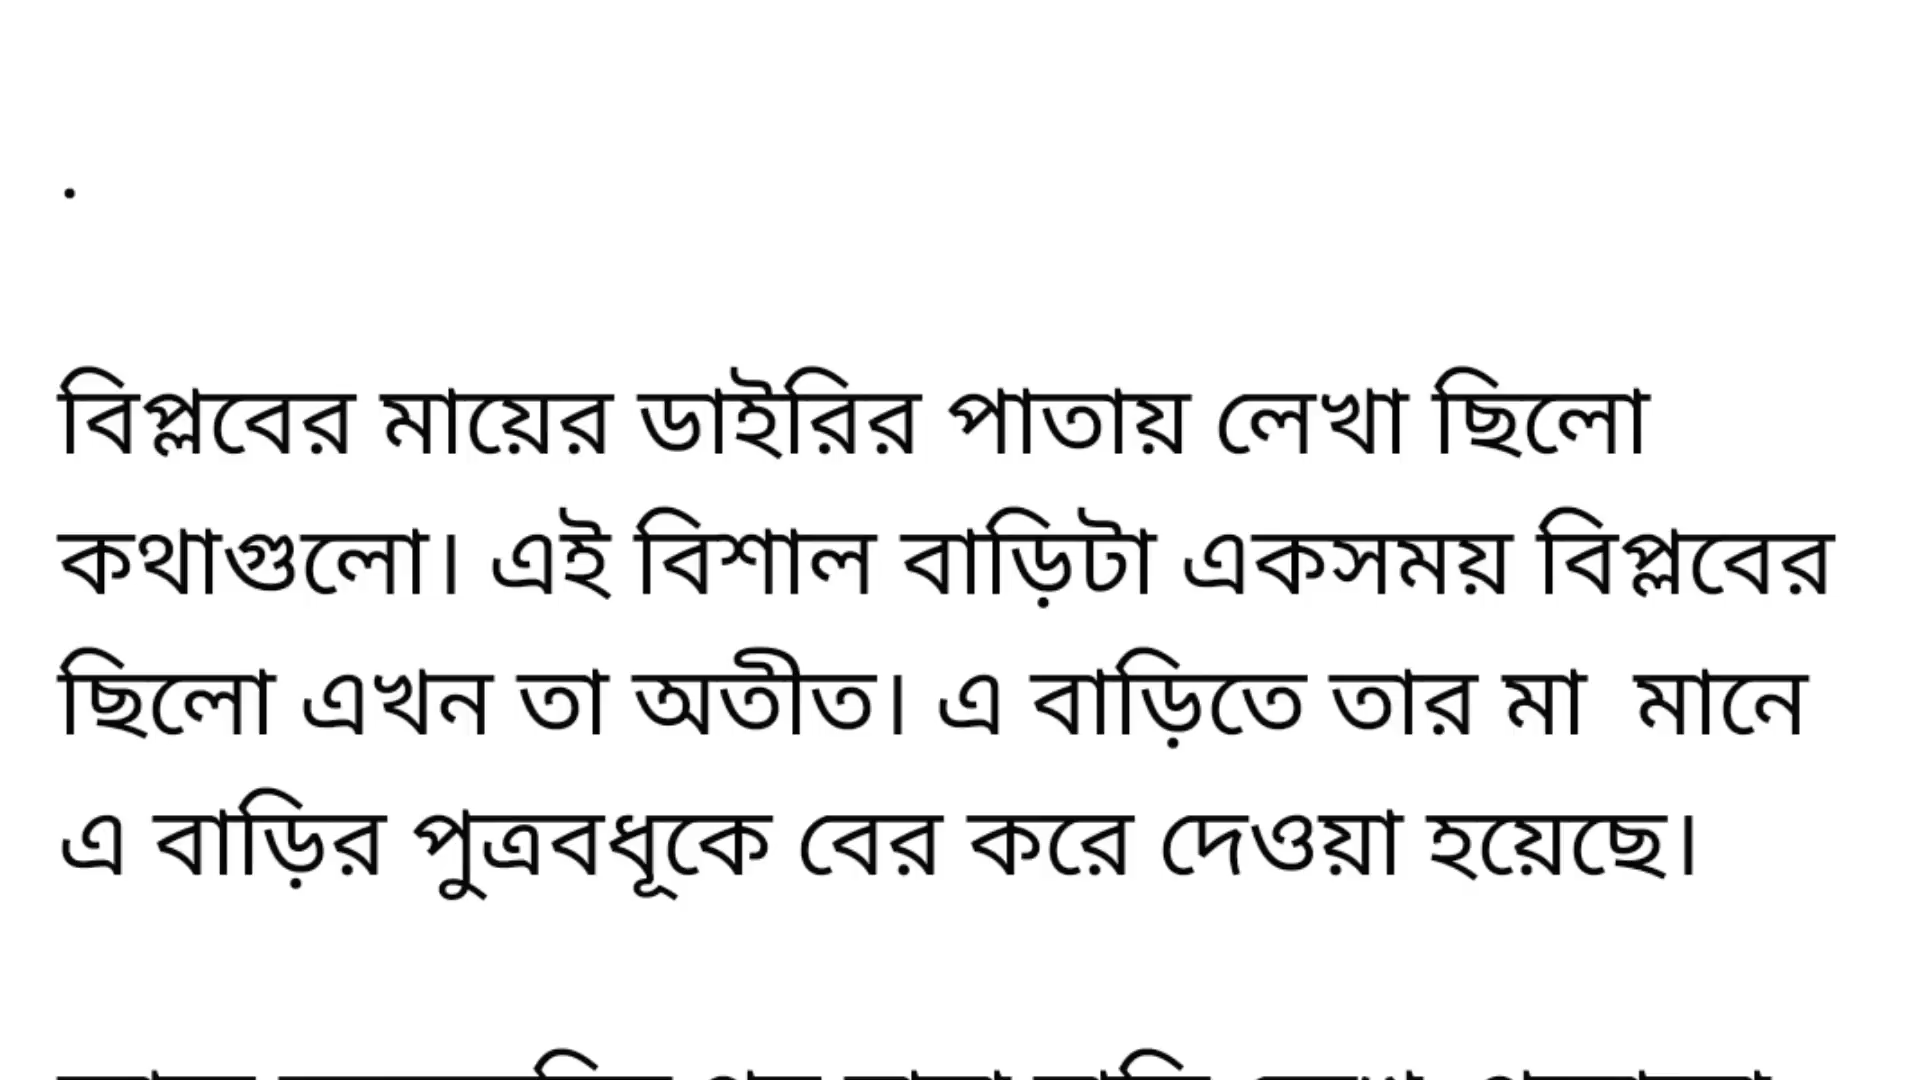 .
বিপ্লবের মায়ের ডাইরির পাতায় লেখা ছিলো
কথাগুলো। এই বিশাল বাড়িটা একসময় বিপ্লবের
ছিলো এখন তা অতীত। এ বাড়িতে তার মা  মানে
এ বাড়ির পুত্রবধূকে বের করে দেওয়া হয়েছে।